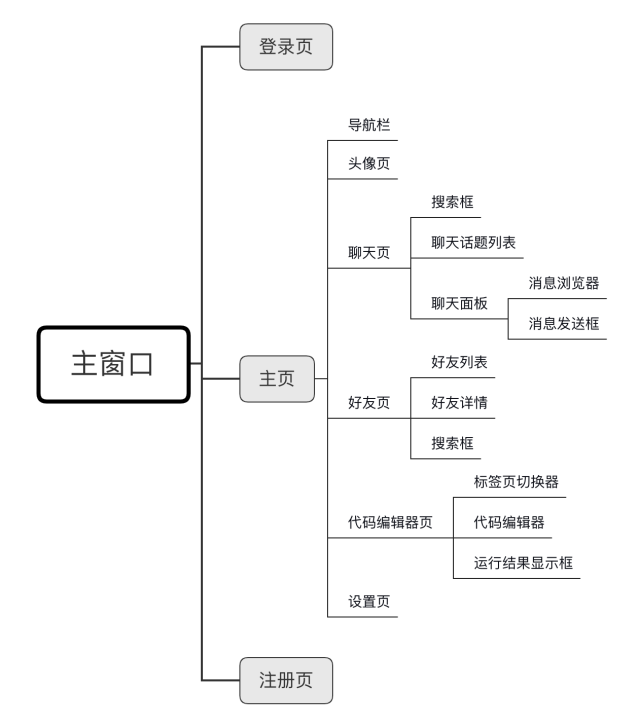 登录页
导航栏
头像页
搜索框
聊天话题列表
聊天页
消息浏览器
聊天面板
消息发送框
主窗口
好友列表
主页
好友页
好友详情
搜索框
标签页切换器
代码编辑器页
代码编辑器
运行结果显示框
设置页
注册页